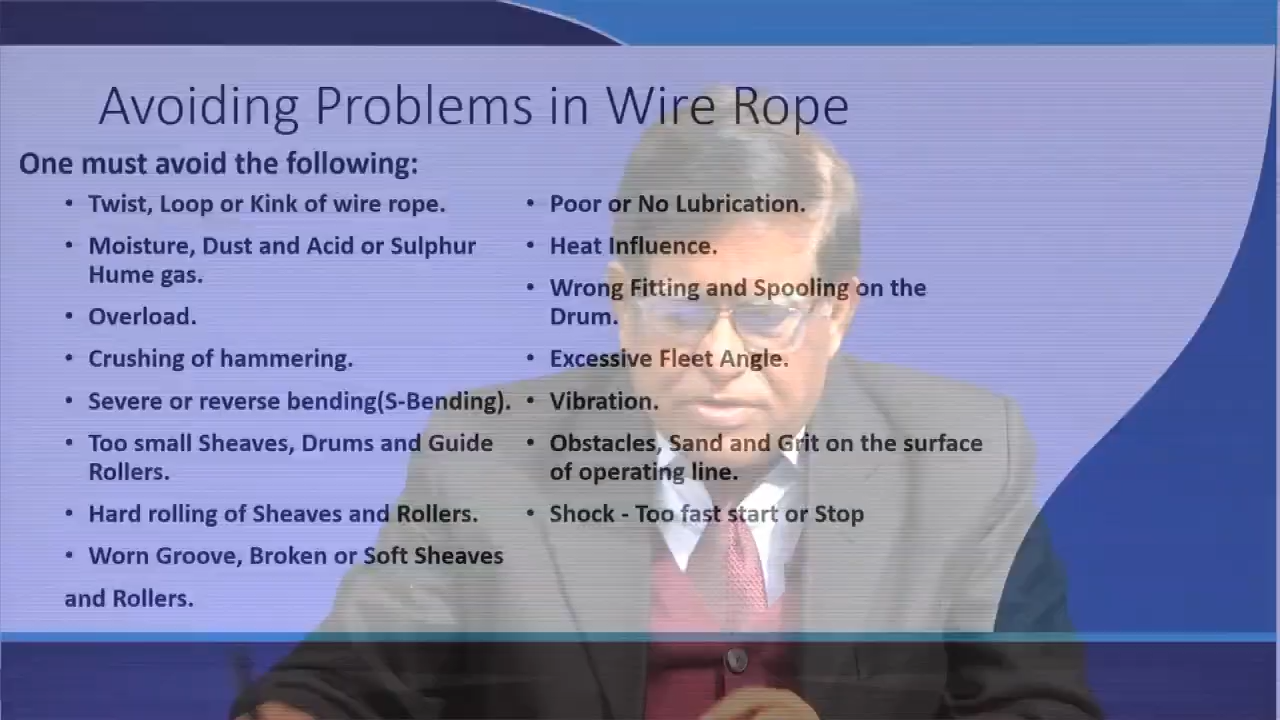 Avoiding Problems in Wire Rope
One must avoid the following:
• Twist, Loop or Kink of wire rope.
• Moisture, Dust and Acid or Sulphur
Hume gas.
• Overload.
• Crushing of hammering.
• Severe or reverse bending(S-Bending).
• Too small Sheaves, Drums and Guide
Rollers.
• Hard rolling of Sheaves and Rollers.
• Worn Groove, Broken or Soft Sheaves
and Rollers.
• Poor or No Lubrication.
• Heat Influence.
• Wrong Fitting and Spooling on the
Drum.
• Excessive Fleet Angle.
• Vibration.
• Obstacles, Sand and Grit on the surface
of operating line.
• Shock - Too fast start or Stop